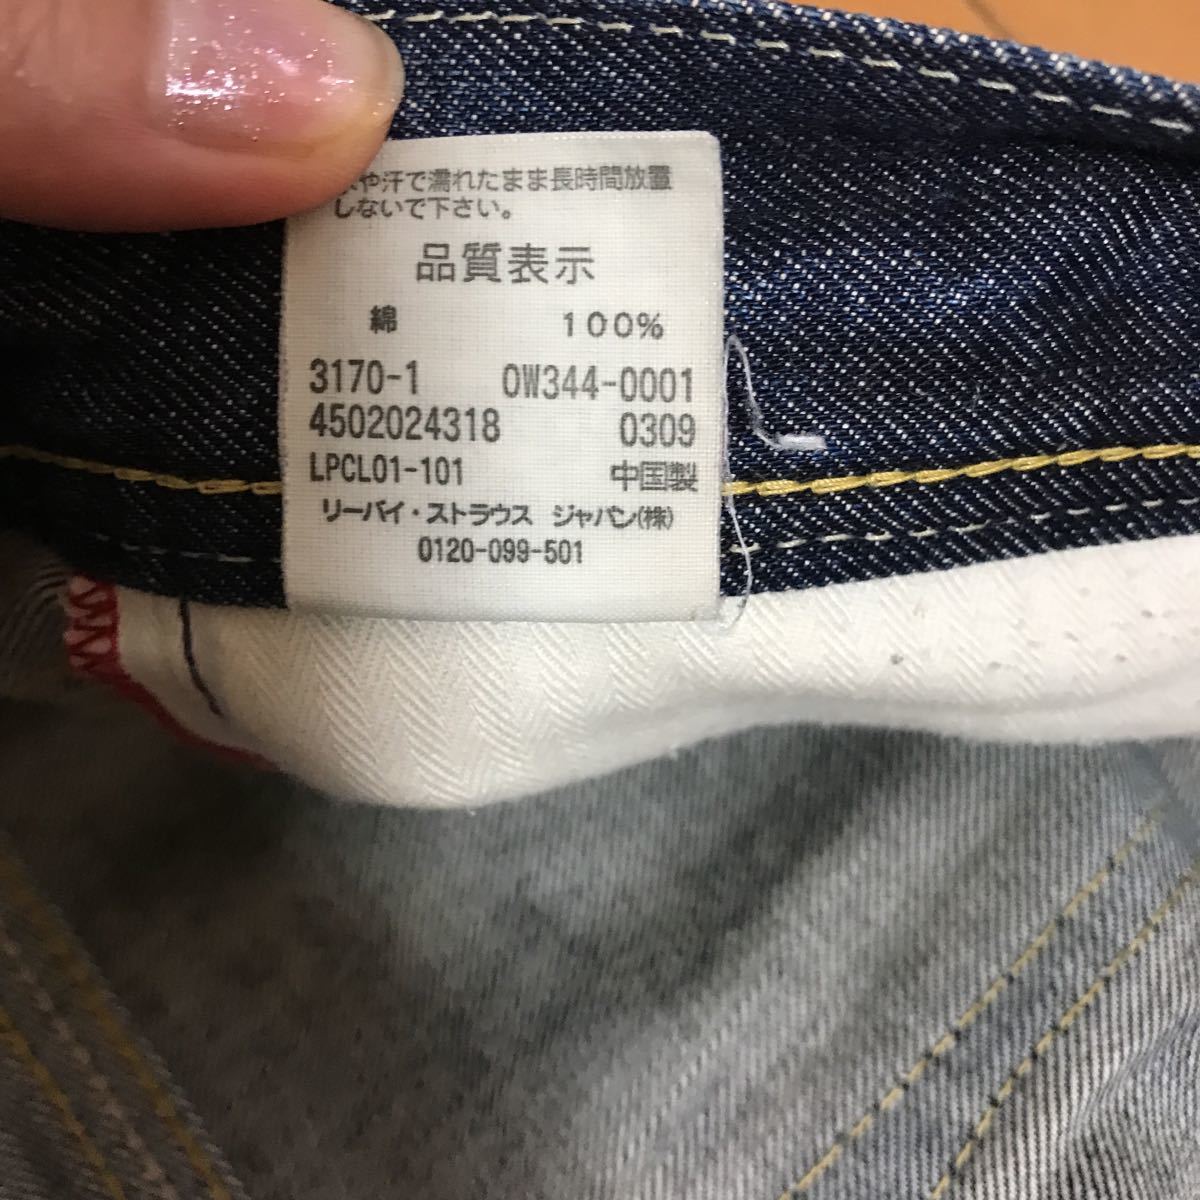 や汗で濡れたまま長時間放置
しないで下さい。
品質表示
綿 100%
3170-1 0W344-0001
4502024318 0309
LPCL01-101 中国製
リーバイ・ストラウス ジャパン(株)
0120-099-501